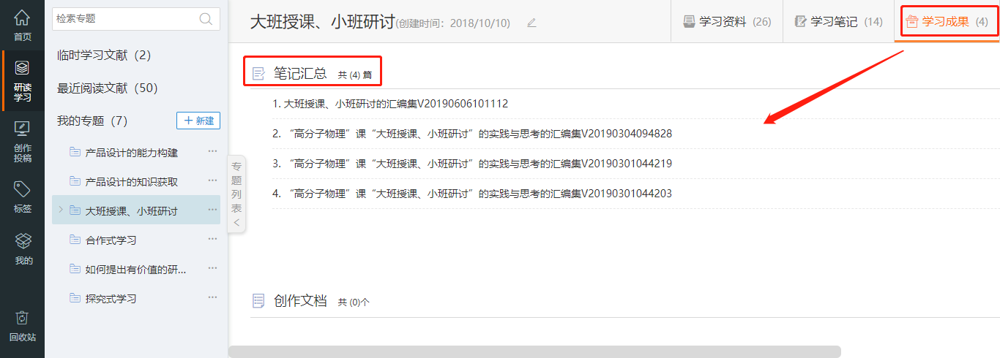 首页
研读
学习
创作
投稿
标签
我的
回收站
检索专题
临时学习文献（2）
最近阅读文献（50）
我的专题（7）
新建
产品设计的能力构建
产品设计的知识获取
大班授课、小班研讨
合作式学习
如何提出有价值的研...
探究式学习
专题列表
大班授课、小班研讨(创建时间：2018/10/10)
学习资料 (26)
学习笔记 (14)
学习成果 (4)
笔记汇总 共 (4) 篇
1. 大班授课、小班研讨的汇编集V20190606101112
2. “高分子物理”课“大班授课、小班研讨”的实践与思考的汇编集V20190304094828
3. “高分子物理”课“大班授课、小班研讨”的实践与思考的汇编集V20190301044219
4. “高分子物理”课“大班授课、小班研讨”的实践与思考的汇编集V20190301044203
创作文档 共 (0)个